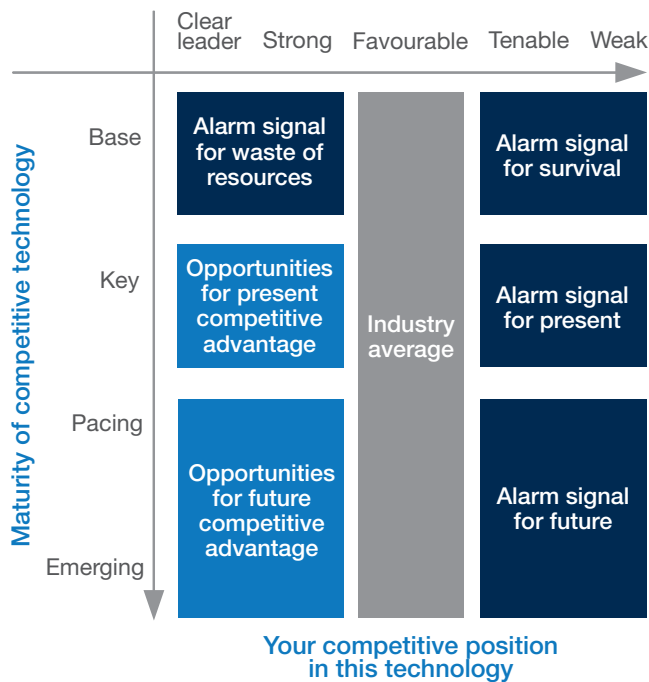 Clear
leader
Strong
Favourable
Tenable
Weak
Maturity of competitive technology
Base
Alarm signal
for waste of
resources
Alarm signal
for survival
Key
Opportunities
for present
competitive
advantage
Industry
average
Alarm signal
for present
Pacing
Emerging
Opportunities
for future
competitive
advantage
Alarm signal
for future
Your competitive position
in this technology